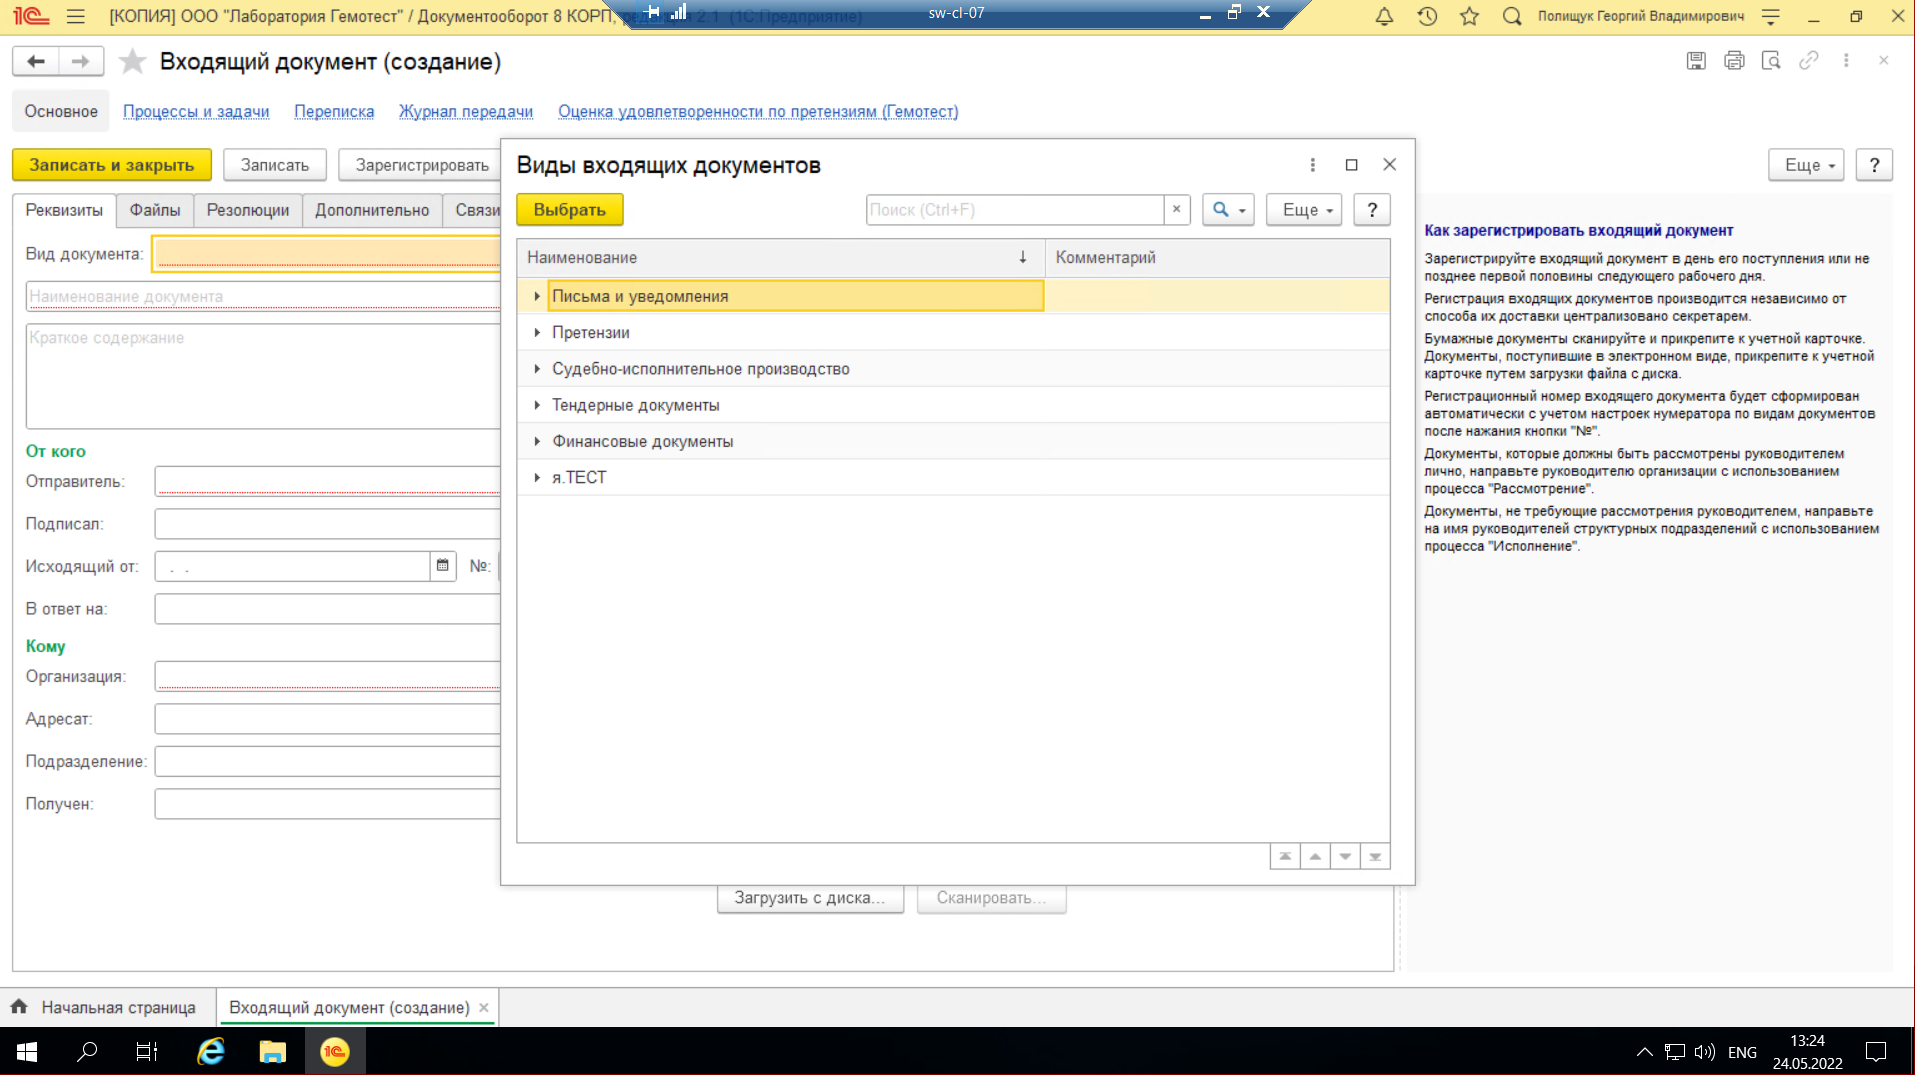 [КОПИЯ] ООО "Лаборатория Гемотест" / Документооборот 8 КОРП, редакция 2.1 (1С:Предприятие)
sw-cl-07
Полищук Георгий Владимирович
Входящий документ (создание)
Основное
Процессы и задачи
Переписка
Журнал передачи
Оценка удовлетворенности по претензиям (Гемотест)
Записать и закрыть
Записать
Зарегистрировать
Еще
?
Реквизиты
Файлы
Резолюции
Дополнительно
Связи
Вид документа:
Наименование документа
Краткое содержание
От кого
Отправитель:
Подписал:
Исходящий от:
. .
№:
В ответ на:
Кому
Организация:
Адресат:
Подразделение:
Получен:
Виды входящих документов
Выбрать
Поиск (Ctrl+F)
×
Еще
?
Наименование
↓
Комментарий
Письма и уведомления
Претензии
Судебно-исполнительное производство
Тендерные документы
Финансовые документы
я.ТЕСТ
Загрузить с диска...
Сканировать...
Как зарегистрировать входящий документ
Зарегистрируйте входящий документ в день его поступления или не
позднее первой половины следующего рабочего дня.
Регистрация входящих документов производится независимо от
способа их доставки централизовано секретарем.
Бумажные документы сканируйте и прикрепите к учетной карточке.
Документы, поступившие в электронном виде, прикрепите к учетной
карточке путем загрузки файла с диска.
Регистрационный номер входящего документа будет сформирован
автоматически с учетом настроек нумератора по видам документов
после нажания кнопки "№".
Документы, которые должны быть рассмотрены руководителем
лично, направьте руководителю организации с использованием
процесса "Рассмотрение".
Документы, не требующие рассмотрения руководителем, направьте
на имя руководителей структурных подразделений с использованием
процесса "Исполнение".
Начальная страница
Входящий документ (создание) ×
ENG
13:24
24.05.2022